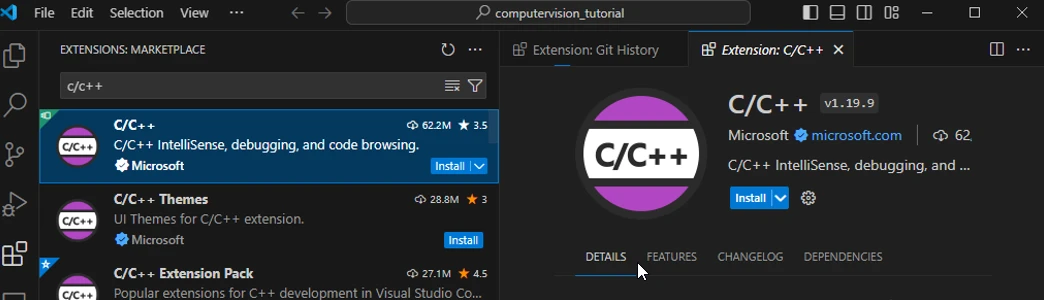 File Edit Selection ··· computervision_tutorial
EXTENSIONS: MARKETPLACE
c/c++
C/C++ 62.2M 3.5
C/C++ IntelliSense, debugging, and code browsing.
C/C++
Microsoft Install
C/C++ Themes 28.8M 3
UI Themes for C/C++ extension.
C/C++
Microsoft Install
C/C++ Extension Pack 27.1M 4.5
C/C++
Popular extensions for C++ development in Visual Studio Co...
Extension: Git History Extension: C/C++
C/C++
C/C++ v1.19.9
Microsoft microsoft.com 62.
C/C++ IntelliSense, debugging, and ...
Install
DETAILS FEATURES CHANGELOG DEPENDENCIES